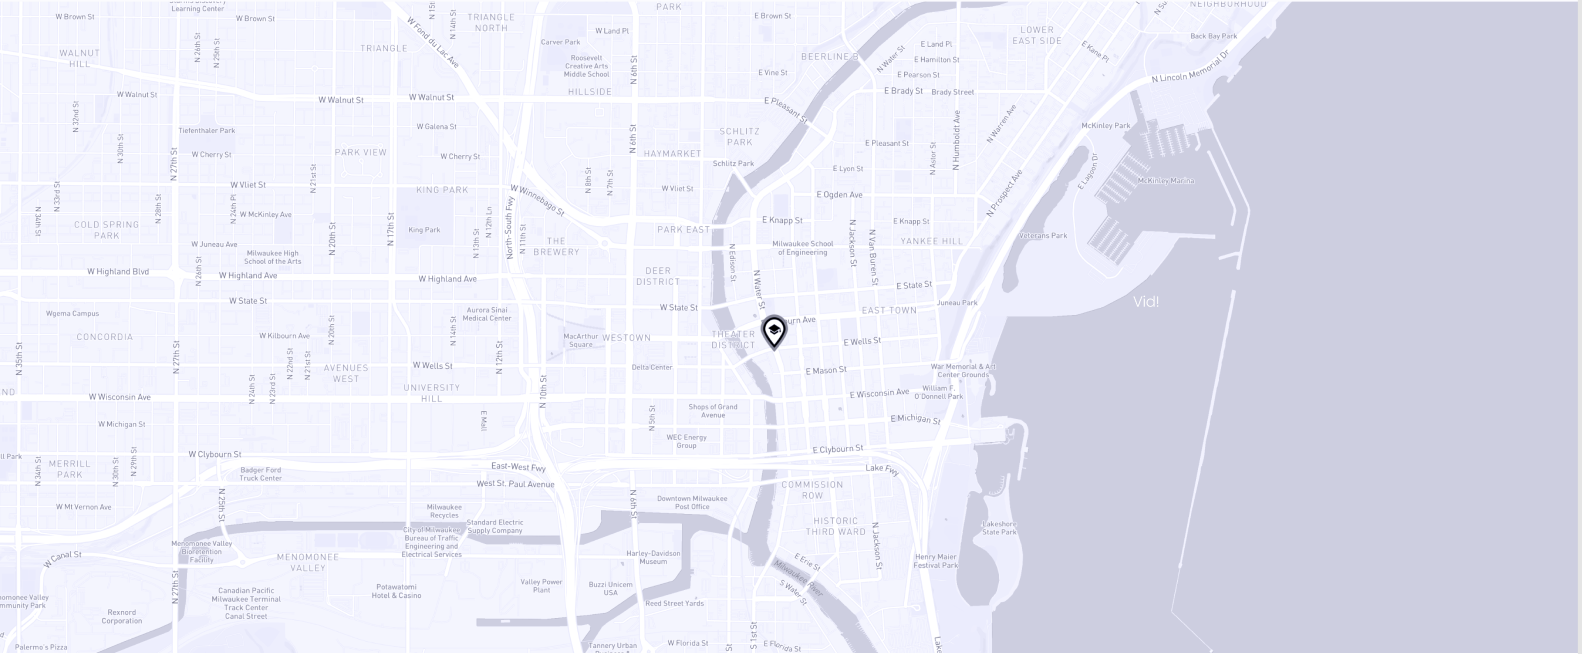 Learning Center
W Brown St
W Brown St
N 26th St
N 25th St
WALNUT
HILL
TRIANGLE
W Fond du Lac Ave
N 15th St
N 14th St
TRIANGLE
NORTH
Carver Park
W Land Pl
PARK
Roosevelt
Creative Arts
Middle School
HILLSIDE
N 6th St
E Brown St
BEERLINE B
E Vine St
E Pleasant St
N Water St
E Land Pl
E Hamilton St
E Pearson St
E Brady St
Brady Street
LOWER
EAST SIDE
E Kane Pl
NEIGHBORHOOD
Back Bay Park
N Lincoln Memorial Dr
W Walnut St
W Walnut St
W Walnut St
N 32nd St
N 30th St
Tiefenthaler Park
W Cherry St
N 27th St
W Galena St
W Cherry St
PARK VIEW
N 6th St
SCHLITZ
PARK
HAYMARKET
Schlitz Park
E Pleasant St
E Lyon St
N Astor St
N Humboldt Ave
N Warren Ave
McKinley Park
McKinley Marina
E Lagoon Dr
N 34th St
N 33rd St
N 28th St
W Vliet St
N 24th Pl
N 21st St
W McKinley Ave
KING PARK
W Winnebago St
N 8th St
N 7th St
W Vliet St
E Ogden Ave
N Prospect Ave
COLD SPRING
PARK
N 20th St
N 17th St
King Park
N 13th St
N 12th Ln
North-South Fwy
N 11th St
THE
BREWERY
PARK EAST
E Knapp St
E Knapp St
N Jackson St
N Van Buren St
YANKEE HILL
Veterans Park
W Juneau Ave
Milwaukee High
School of the Arts
Milwaukee School
of Engineering
W Highland Blvd
N 26th St
W Highland Ave
W Highland Ave
DEER
DISTRICT
N Edison St
N Water St
E State St
W State St
W State St
Juneau Park
Vid!
Wgema Campus
Aurora Sinai
Medical Center
EAST TOWN
CONCORDIA
W Kilbourn Ave
N 20th St
N 14th St
MacArthur
Square
WESTOWN
THEATER
DISTRICT
ourn Ave
E Wells St
N 35th St
N 27th St
N 22nd St
N 21st St
AVENUES
WEST
W Wells St
N 12th St
Delta Center
E Mason St
War Memorial & Art
Center Grounds
N 24th St
N 23rd St
UNIVERSITY
HILL
N 10th St
E Wisconsin Ave
William F.
O'Donnell Park
W Wisconsin Ave
W Michigan St
E Mall
N 5th St
Shops of Grand
Avenue
E Michigan St
WEC Energy
Group
E Clybourn St
W Clybourn St
MERRILL
PARK
N 34th St
N 30th St
N 29th St
Badger Ford
Truck Center
East-West Fwy
West St. Paul Avenue
Lake Fwy
COMMISSION
ROW
W Mt Vernon Ave
N 25th St
Milwaukee
Recycles
Standard Electric
Supply Company
N 6th St
Downtown Milwaukee
Post Office
HISTORIC
THIRD WARD
N Jackson St
Lakeshore
State Park
City of Milwaukee
Bureau of Traffic
Engineering and
Electrical Services
Menomonee Valley
Bioretention
Facility
W Canal St
MENOMONEE
VALLEY
Harley-Davidson
Museum
E Erie St
Milwaukee River
S Water St
Henry Maier
Festival Park
N 27th St
Potawatomi
Hotel & Casino
Valley Power
Plant
Buzzi Unicem
USA
Reed Street Yards
Canadian Pacific
Milwaukee Terminal
Track Center
Canal Street
Rexnord
Corporation
Palermo's Pizza
Tannery Urban
W Florida St
S 1st St
E Florida St